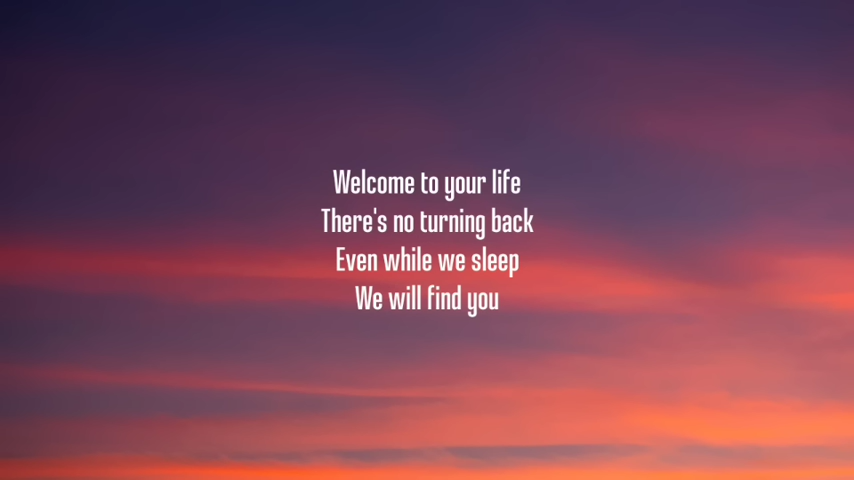 Welcome to your life
There's no turning back
Even while we sleep
We will find you